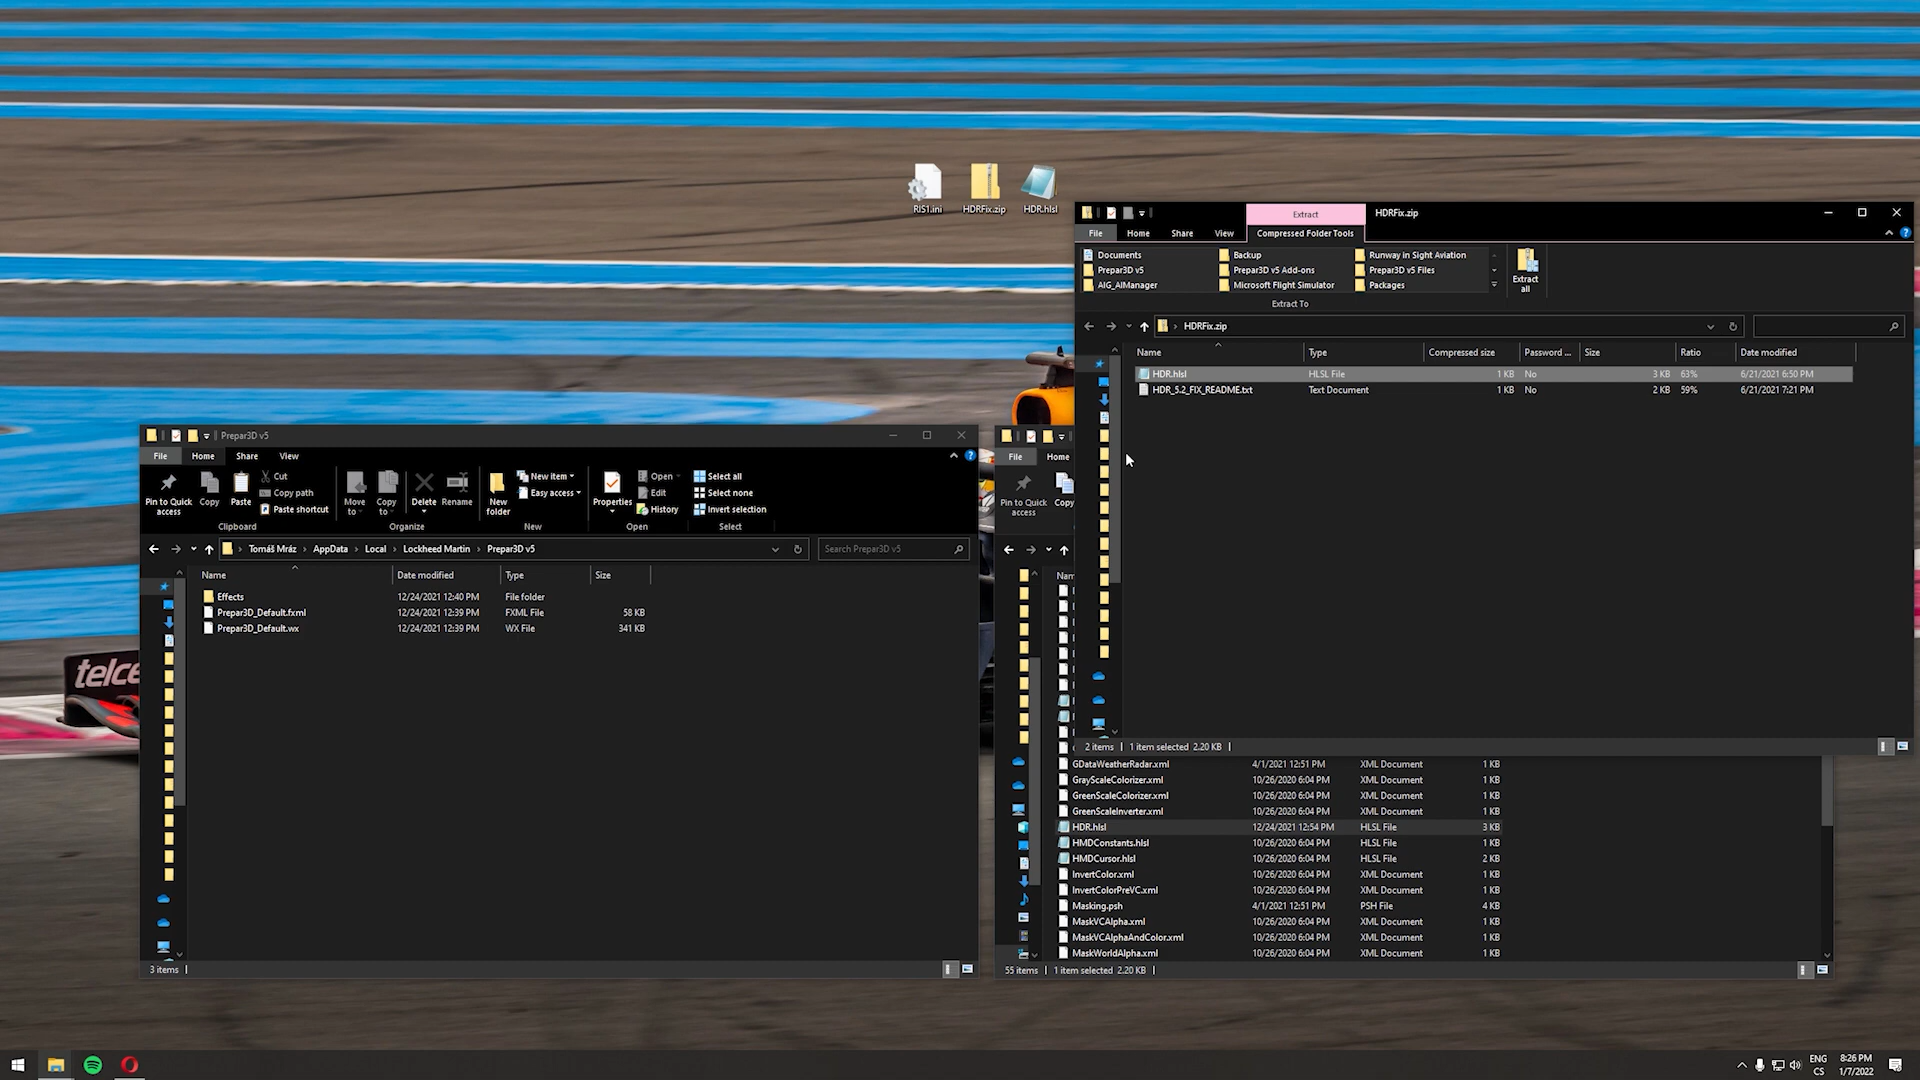 RIS1.ini
HDRFix.zip
HDR.hlsl
Extract
HDRFix.zip
File
Home
Share
View
Compressed Folder Tools
Documents
Backup
Runway in Sight Aviation
Prepar3D v5
Prepar3D v5 Add-ons
Prepar3D v5 Files
AIG_AIManager
Microsoft Flight Simulator
Packages
Extract all
Extract To
HDRFix.zip
Name Type Compressed size Password ... Size Ratio Date modified
HDR.hlsl HLSL File 1 KB No 3 KB 63% 6/21/2021 6:50 PM
HDR_5.2_FIX_README.txt Text Document 1 KB No 2 KB 59% 6/21/2021 7:21 PM
2 items 1 item selected 2.20 KB
telce
Prepar3D v5
File Home Share View
Pin to Quick access
Copy
Paste
Cut
Copy path
Paste shortcut
Clipboard
Move to
Copy to
Delete
Rename
Organize
New folder
New item
Easy access
New
Properties
Open
Edit
History
Open
Select all
Select none
Invert selection
Select
Tomáš Mráz > AppData > Local > Lockheed Martin > Prepar3D v5
Search Prepar3D v5
Name Date modified Type Size
Effects 12/24/2021 12:40 PM File folder
Prepar3D_Default.fxml 12/24/2021 12:39 PM FXML File 58 KB
Prepar3D_Default.wx 12/24/2021 12:39 PM WX File 341 KB
3 items
File Home
Pin to Quick access
Copy
Nam
GDataWeatherRadar.xml 4/1/2021 12:51 PM XML Document 1 KB
GrayScaleColorizer.xml 10/26/2020 6:04 PM XML Document 1 KB
GreenScaleColorizer.xml 10/26/2020 6:04 PM XML Document 1 KB
GreenScaleInverter.xml 10/26/2020 6:04 PM XML Document 1 KB
HDR.hlsl 12/24/2021 12:54 PM HLSL File 3 KB
HMDConstants.hlsl 10/26/2020 6:04 PM HLSL File 1 KB
HMDCursor.hlsl 10/26/2020 6:04 PM HLSL File 2 KB
InvertColor.xml 10/26/2020 6:04 PM XML Document 1 KB
InvertColorPreVC.xml 10/26/2020 6:04 PM XML Document 1 KB
Masking.psh 4/1/2021 12:51 PM PSH File 4 KB
MaskVCAlpha.xml 10/26/2020 6:04 PM XML Document 1 KB
MaskVCAlphaAndColor.xml 10/26/2020 6:04 PM XML Document 1 KB
MaskWorldAlpha.xml 10/26/2020 6:04 PM XML Document 1 KB
55 items 1 item selected 2.20 KB
ENG
CS
8:26 PM
1/7/2022